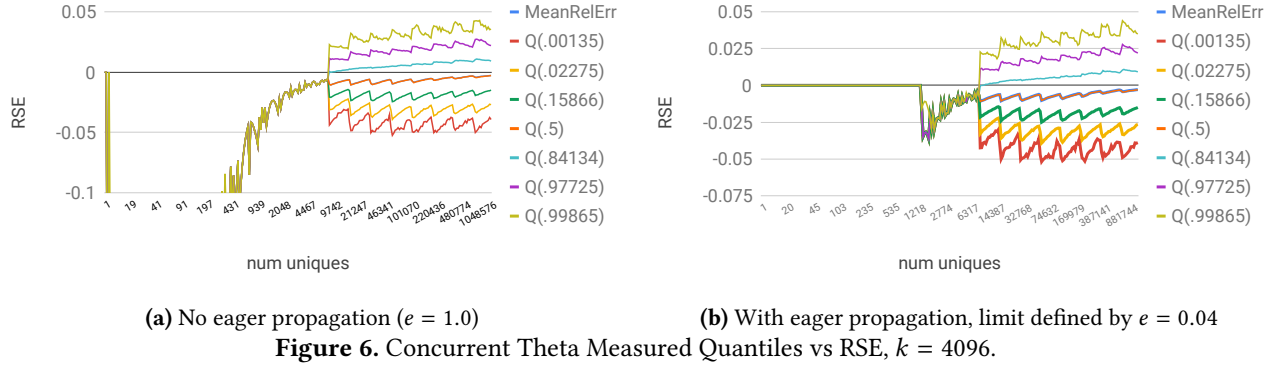 0.05
0
-0.05
-0.1
RSE
1
19
41
91
197
431
939
2048
4467
9742
21247
46341
101070
220436
480774
1048576
num uniques
MeanRelErr
Q(.00135)
Q(.02275)
Q(.15866)
Q(.5)
Q(.84134)
Q(.97725)
Q(.99865)
(a) No eager propagation (e = 1.0)
0.05
0.025
0
-0.025
-0.05
-0.075
RSE
1
20
45
103
235
535
1218
2774
6317
14387
32768
74632
169979
387141
881744
num uniques
MeanRelErr
Q(.00135)
Q(.02275)
Q(.15866)
Q(.5)
Q(.84134)
Q(.97725)
Q(.99865)
(b) With eager propagation, limit defined by e = 0.04
Figure 6. Concurrent Theta Measured Quantiles vs RSE, k = 4096.